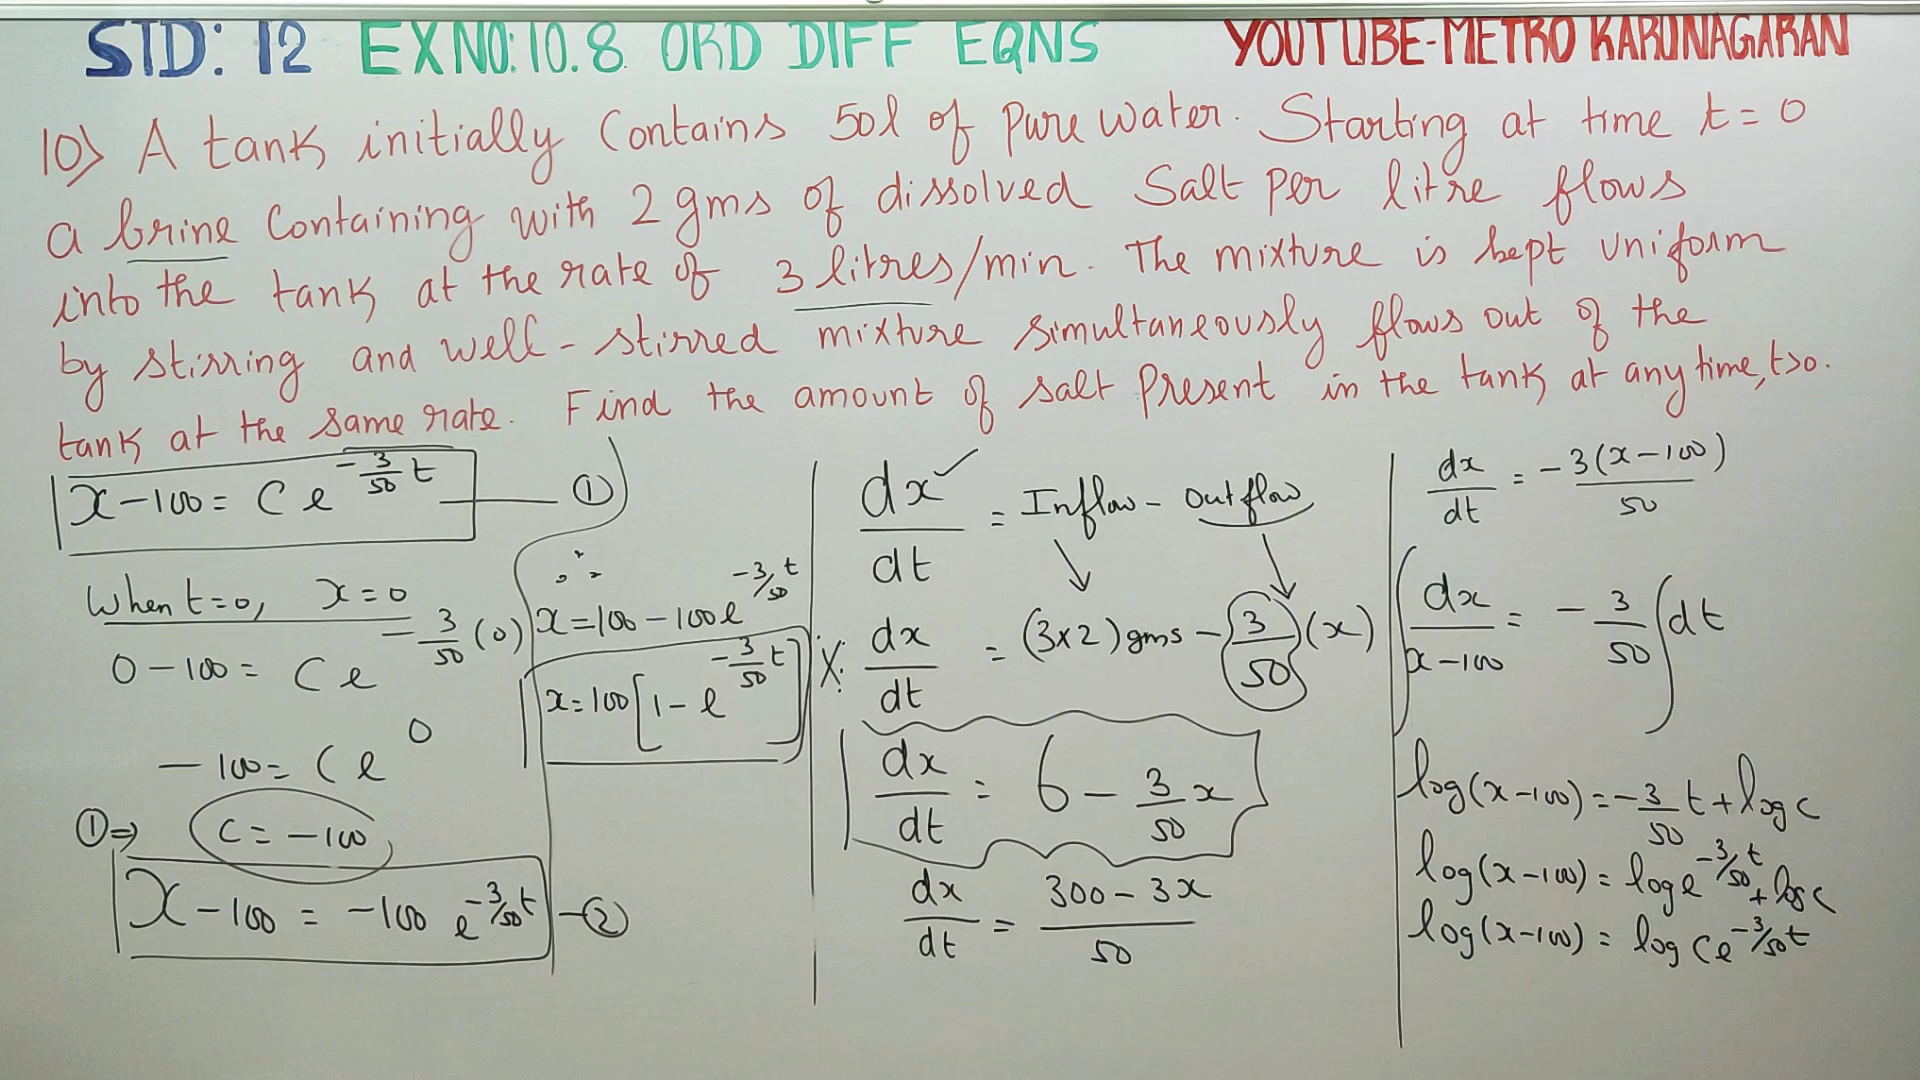 STD: 12 EXNO: 10.8. ORD DIFF EQNS YOUTUBE-METRO KARUNAGARAN
10) A tank initially Contains 50l of Pure water. Starting at time t=0
a brine Containing with 2 gms of dissolved Salt per litre flows
into the tank at the rate of 3 litres/min. The mixture is kept uniform
by stirring and well-stirred mixture simultaneously flows out of the
tank at the same rate. Find the amount of salt Present in the tank at any time, t>0.
x-100 = Ce^{-3/50 t} — ①
When t=0, x=0
0-100 = Ce^{-3/50 (0)}
-100 = Ce^0
①⇒ C = -100
x-100 = -100 e^{-3/50 t} — ②
∴
x=100-100e^{-3/50 t}
x=100[1-e^{-3/50 t}]
dx/dt = Inflow - outflow
dx/dt = (3x2) gms - 3/50 (x)
dx/dt = 6 - 3/50 x
dx/dt = 300-3x/50
dx/dt = -3(x-100)/50
∫dx/x-100 = -3/50 ∫dt
log(x-100) = -3/50 t + log c
log(x-100) = log e^{-3/50 t} + log c
log(x-100) = log Ce^{-3/50 t}